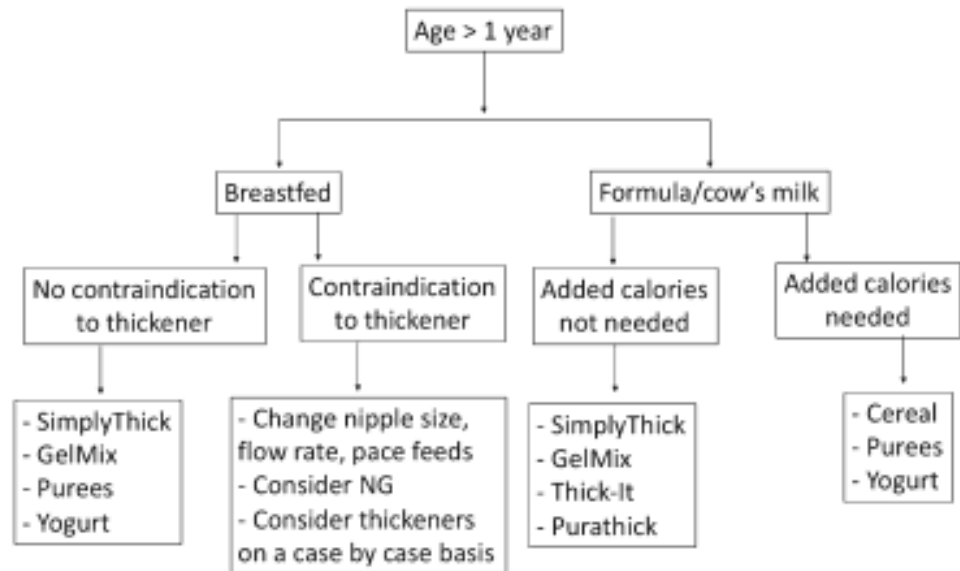 Age > 1 year
Breastfed
Formula/cow's milk
No contraindication
to thickener
Contraindication
to thickener
Added calories
not needed
Added calories
needed
- SimplyThick
- GelMix
- Purees
- Yogurt
- Change nipple size,
flow rate, pace feeds
- Consider NG
- Consider thickeners
on a case by case basis
- SimplyThick
- GelMix
- Thick-It
- Purathick
- Cereal
- Purees
- Yogurt